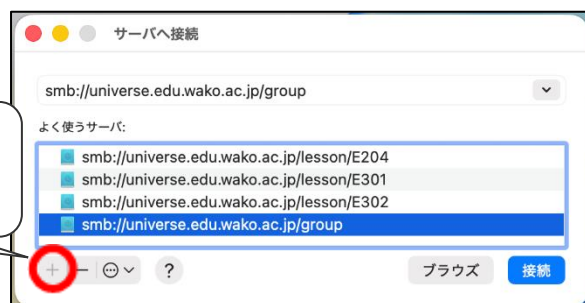 サーバへ接続
smb://universe.edu.wako.ac.jp/group
よく使うサーバ:
smb://universe.edu.wako.ac.jp/lesson/E204
smb://universe.edu.wako.ac.jp/lesson/E301
smb://universe.edu.wako.ac.jp/lesson/E302
smb://universe.edu.wako.ac.jp/group
+ − ? ブラウズ 接続